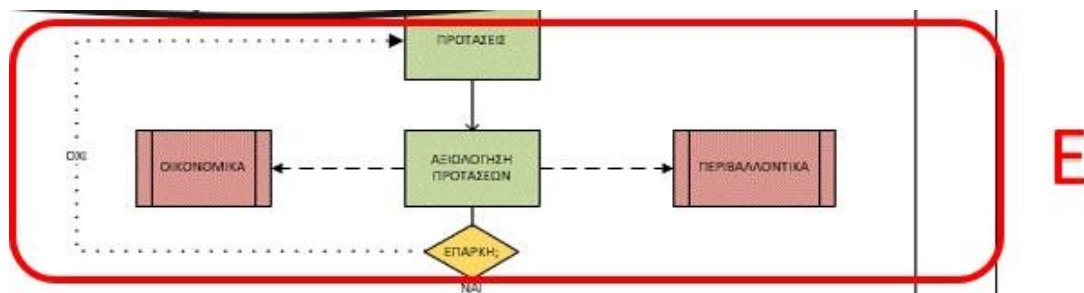 ΠΡΟΤΑΣΕΙΣ
ΟΧΙ
ΟΙΚΟΝΟΜΙΚΑ
ΑΞΙΟΛΟΓΗΣΗ
ΠΡΟΤΑΣΕΩΝ
ΠΕΡΙΒΑΛΛΟΝΤΙΚΑ
Ε
ΕΠΑΡΚΗ;
ΝΑΙ